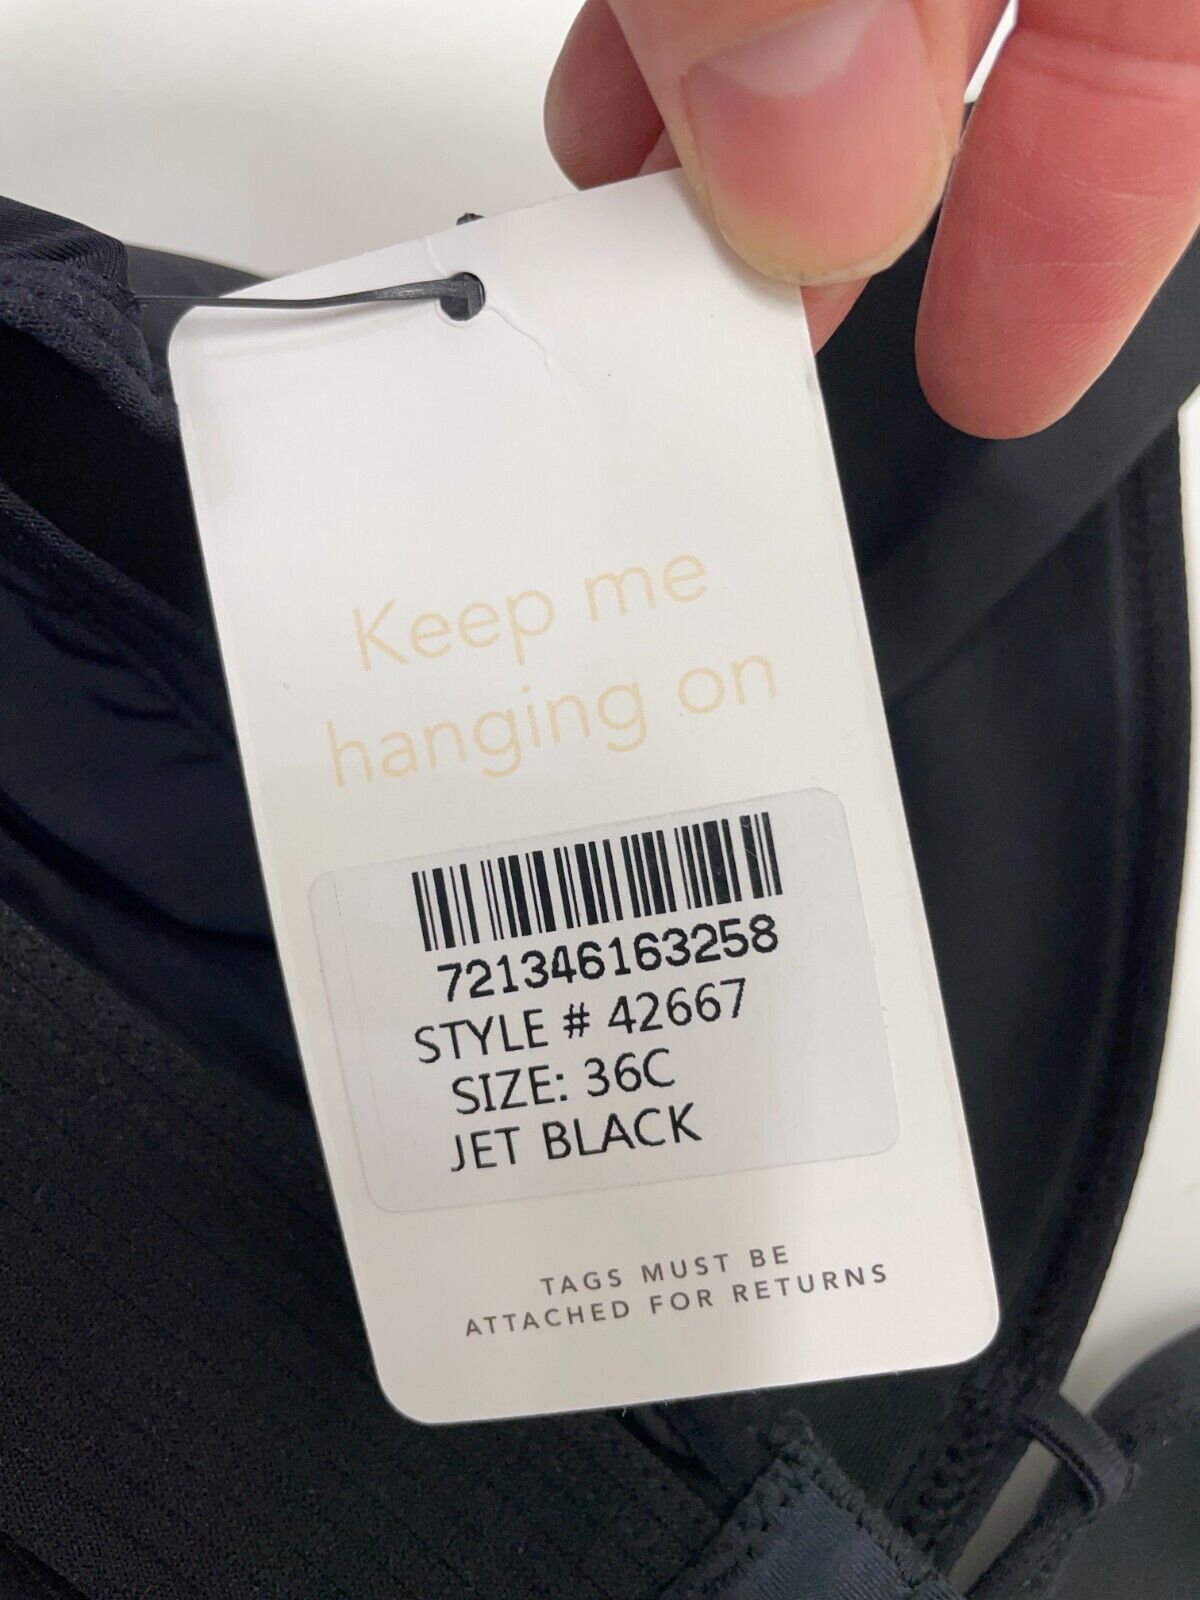 Keep me
hanging on
721346163258
STYLE # 42667
SIZE: 36C
JET BLACK
TAGS MUST BE
ATTACHED FOR RETURNS